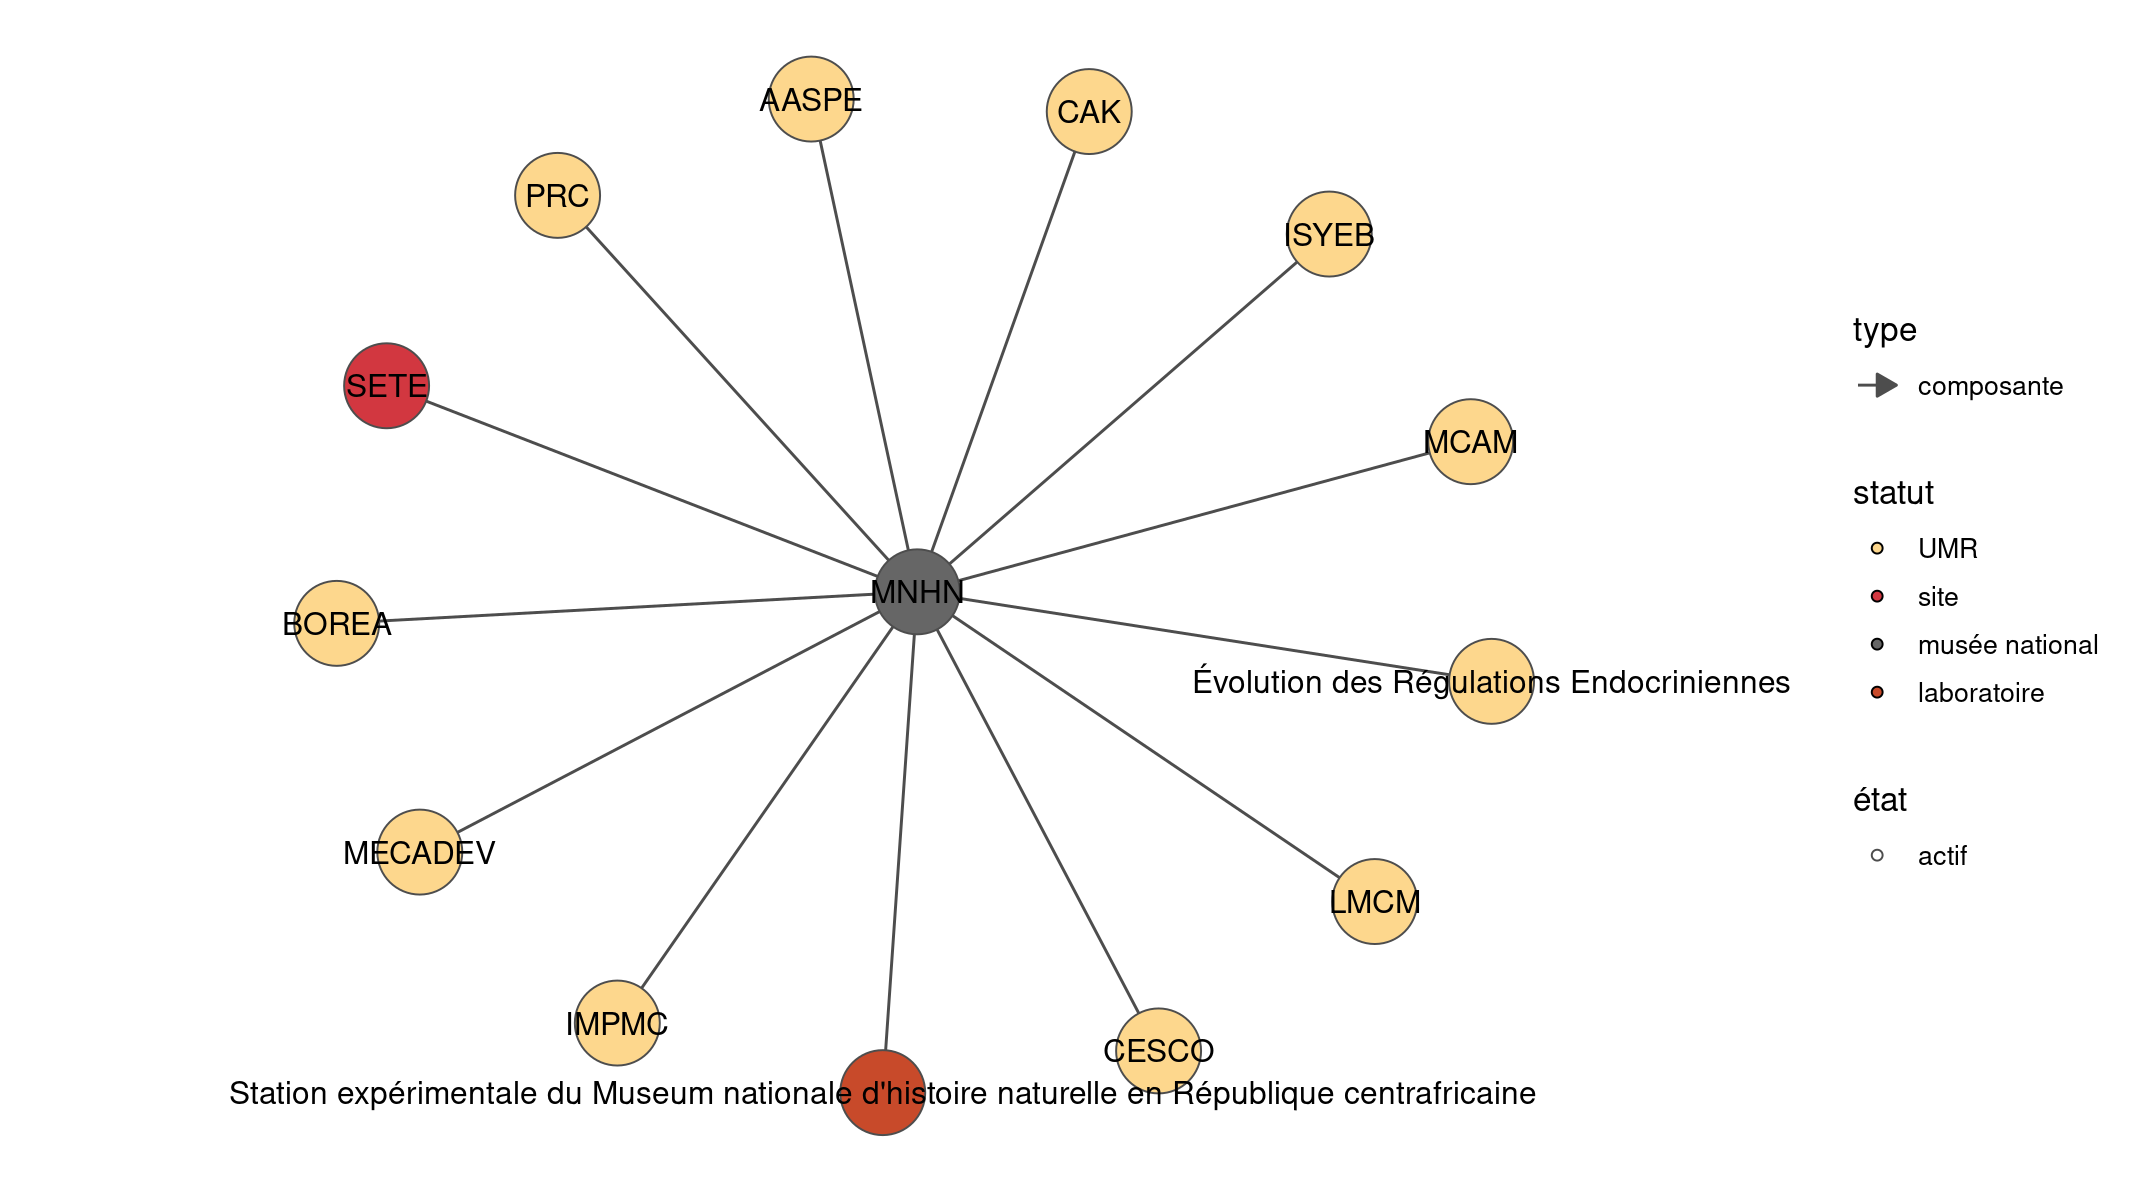 AASPE
CAK
PRC
ISYEB
SETE
MCAM
MNHN
BOREA
Évolution des Régulations Endocriniennes
MECADEV
LMCM
IMPMC
CESCO
Station expérimentale du Museum nationale d'histoire naturelle en République centrafricaine
type
composante
statut
UMR
site
musée national
laboratoire
état
actif